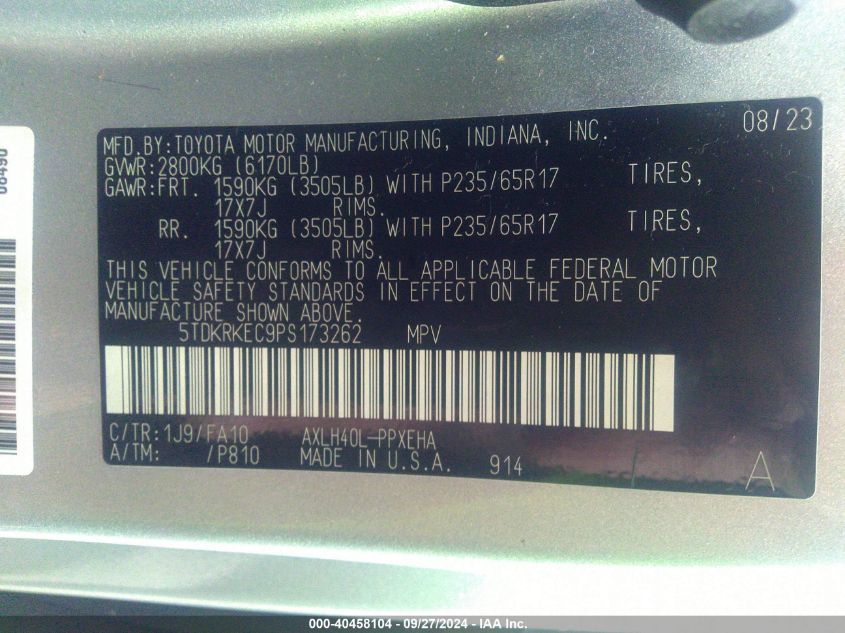 08/23
MFD.BY:TOYOTA MOTOR MANUFACTURING, INDIANA, INC.
GVWR:2800KG (6170LB)
GAWR:FRT. 1590KG (3505LB) WITH P235/65R17 TIRES,
17X7J RIMS.
RR. 1590KG (3505LB) WITH P235/65R17 TIRES,
17X7J RIMS.
THIS VEHICLE CONFORMS TO ALL APPLICABLE FEDERAL MOTOR
VEHICLE SAFETY STANDARDS IN EFFECT ON THE DATE OF
MANUFACTURE SHOWN ABOVE.
5TDKRKEC9PS173262 MPV
C/TR:1J9/FA10 AXLH40L-PPXEHA
A/TM: /P810 MADE IN U.S.A. 914
A
000-40458104 - 09/27/2024 - IAA Inc.